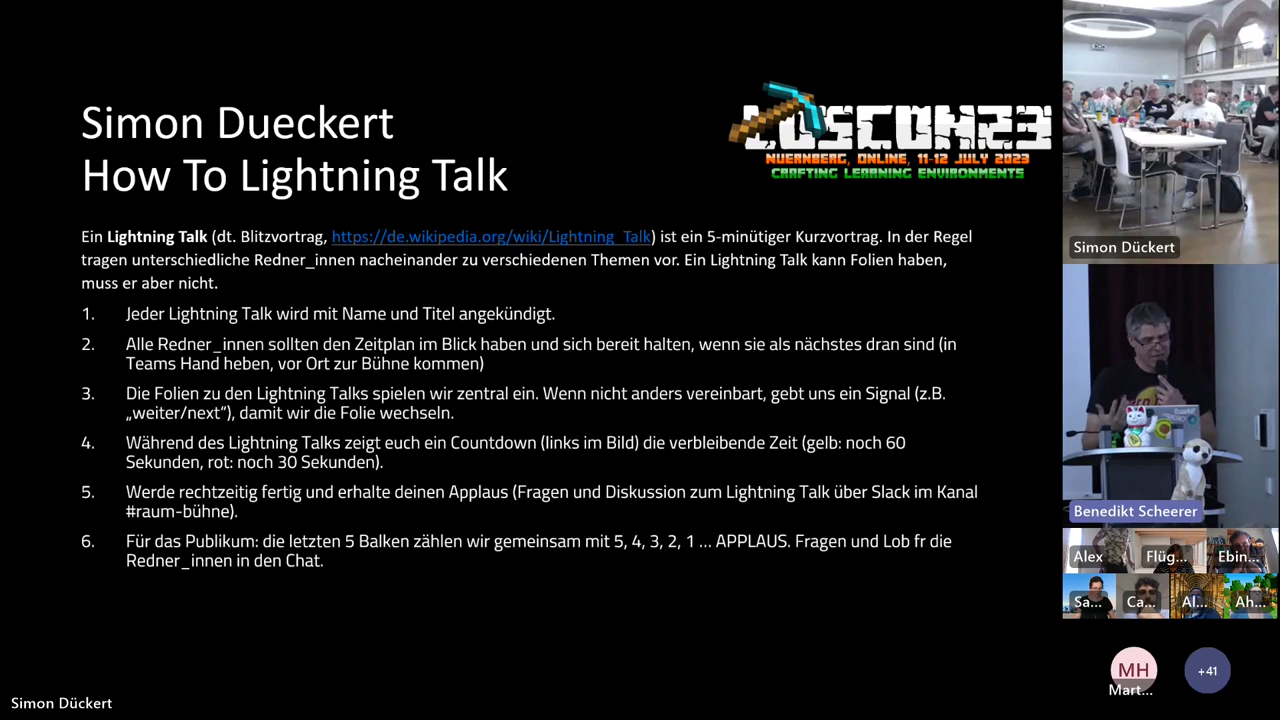 Simon Dueckert
How To Lightning Talk
LOSCON23
NUERNBERG, ONLINE, 11-12 JULY 2023
CRAFTING LEARNING ENVIRONMENTS
Ein Lightning Talk (dt. Blitzvortrag, https://de.wikipedia.org/wiki/Lightning_Talk) ist ein 5-minütiger Kurzvortrag. In der Regel
tragen unterschiedliche Redner_innen nacheinander zu verschiedenen Themen vor. Ein Lightning Talk kann Folien haben,
muss er aber nicht.
1. Jeder Lightning Talk wird mit Name und Titel angekündigt.
2. Alle Redner_innen sollten den Zeitplan im Blick haben und sich bereit halten, wenn sie als nächstes dran sind (in
Teams Hand heben, vor Ort zur Bühne kommen)
3. Die Folien zu den Lightning Talks spielen wir zentral ein. Wenn nicht anders vereinbart, gebt uns ein Signal (z.B.
„weiter/next“), damit wir die Folie wechseln.
4. Während des Lightning Talks zeigt euch ein Countdown (links im Bild) die verbleibende Zeit (gelb: noch 60
Sekunden, rot: noch 30 Sekunden).
5. Werde rechtzeitig fertig und erhalte deinen Applaus (Fragen und Diskussion zum Lightning Talk über Slack im Kanal
#raum-bühne).
6. Für das Publikum: die letzten 5 Balken zählen wir gemeinsam mit 5, 4, 3, 2, 1 … APPLAUS. Fragen und Lob fr die
Redner_innen in den Chat.
Simon Dückert
Simon Dückert
Benedikt Scheerer
Alex
Flüg...
Ebin...
Sa...
Ca...
Al...
Ah...
MH
Mart...
+41